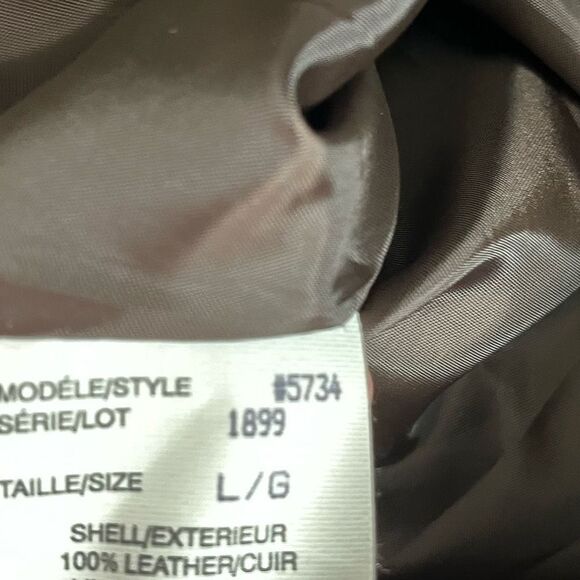 MODÉLE/STYLE #5734
SÉRIE/LOT 1899
TAILLE/SIZE L/G
SHELL/EXTERIEUR
100% LEATHER/CUIR